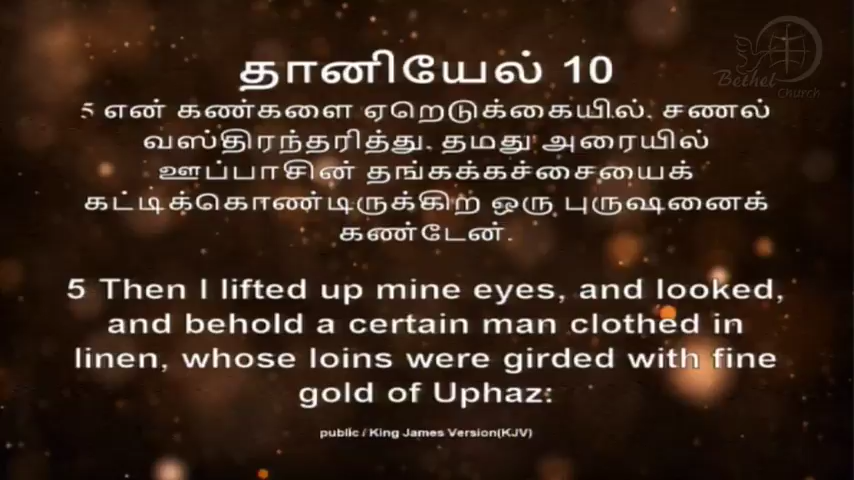 Bethel
Church
தானியேல் 10
5 என் கண்களை ஏறெடுக்கையில், சணல்
வஸ்திரந்தரித்து, தமது அரையில்
ஊப்பாசின் தங்கக்கச்சையைக்
கட்டிக்கொண்டிருக்கிற ஒரு புருஷனைக்
கண்டேன்.
5 Then I lifted up mine eyes, and looked,
and behold a certain man clothed in
linen, whose loins were girded with fine
gold of Uphaz:
public / King James Version(KJV)